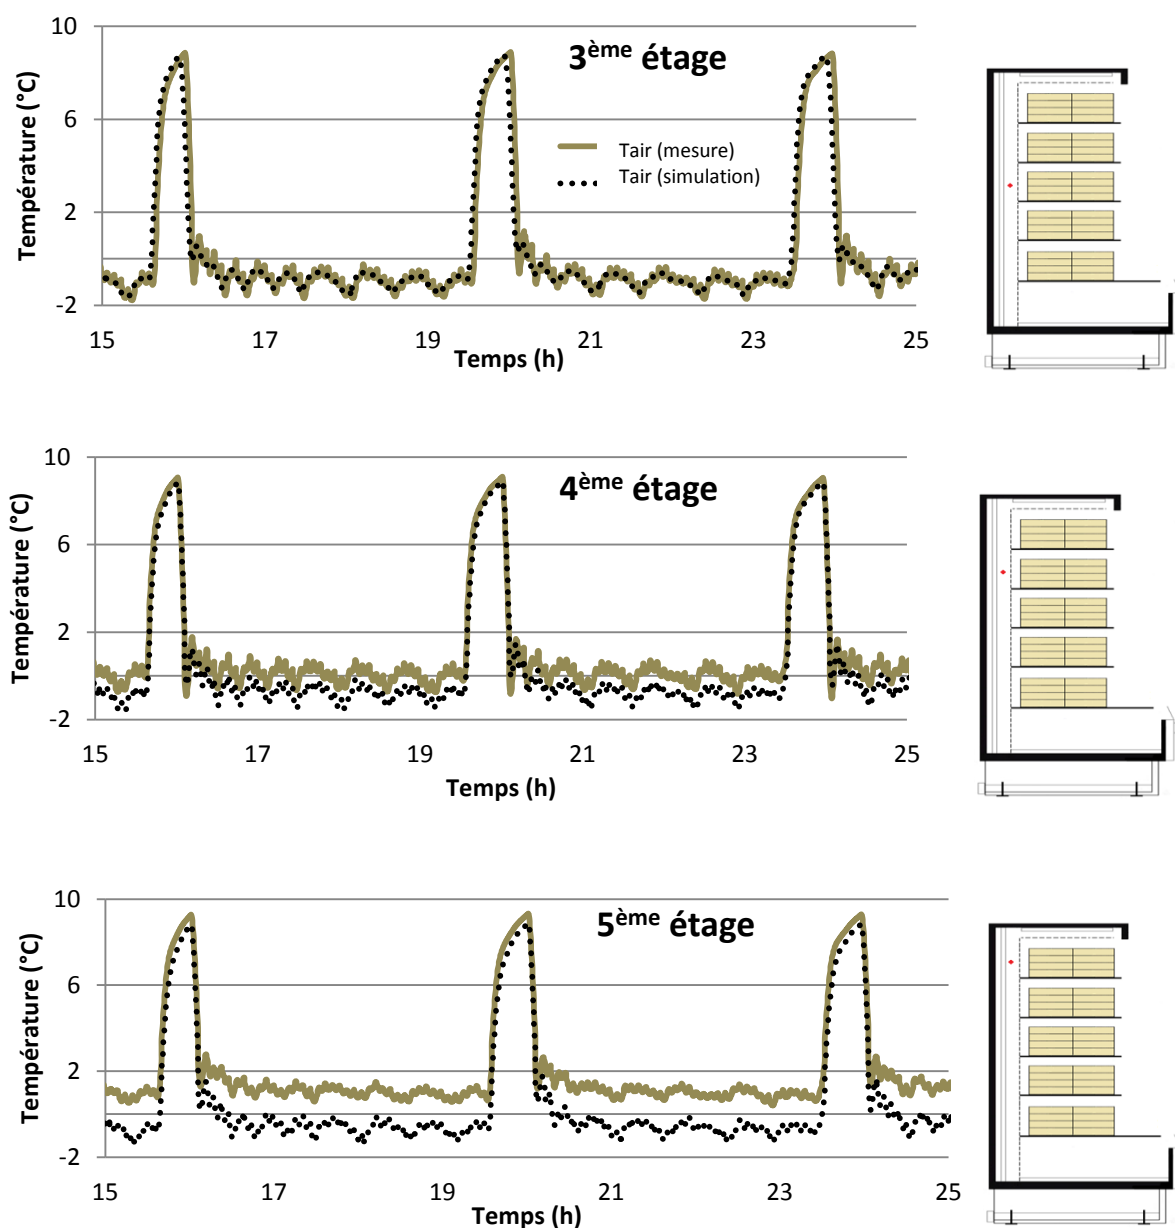 10
3ème étage
Température (°C)
6
Tair (mesure)
Tair (simulation)
2
-2
15
17
19
21
23
25
Temps (h)
10
4ème étage
Température (°C)
6
2
-2
15
17
19
21
23
25
Temps (h)
10
5ème étage
Température (°C)
6
2
-2
15
17
19
21
23
25
Temps (h)